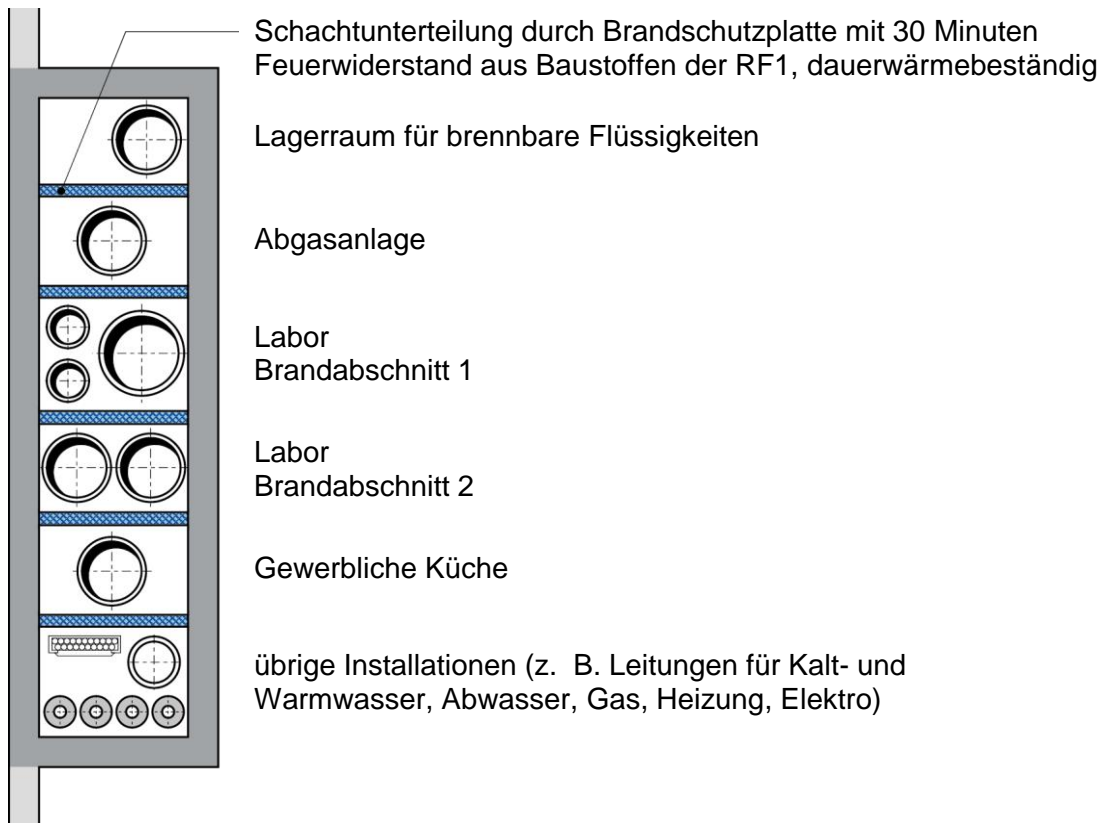 Schachtunterteilung durch Brandschutzplatte mit 30 Minuten
Feuerwiderstand aus Baustoffen der RF1, dauerwärmebeständig
Lagerraum für brennbare Flüssigkeiten
Abgasanlage
Labor
Brandabschnitt 1
Labor
Brandabschnitt 2
Gewerbliche Küche
übrige Installationen (z. B. Leitungen für Kalt- und
Warmwasser, Abwasser, Gas, Heizung, Elektro)